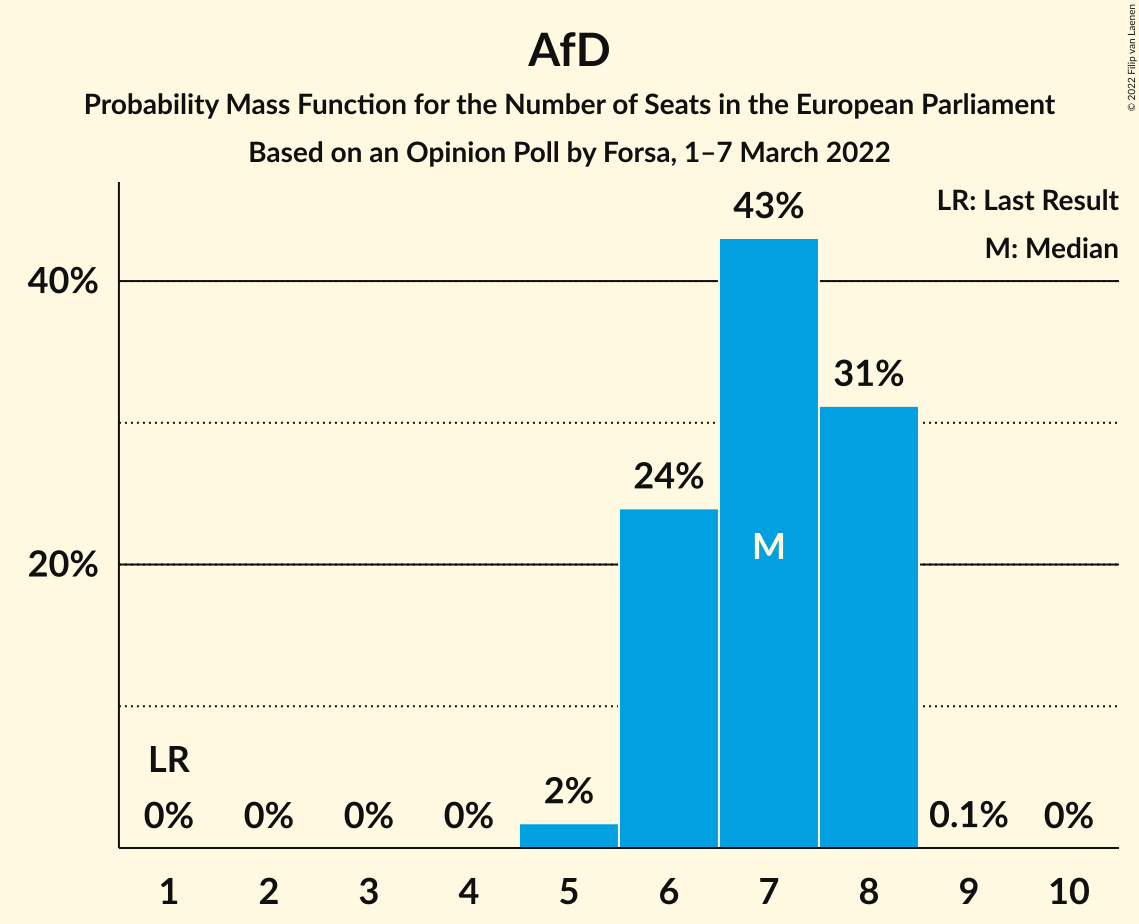 AfD
Probability Mass Function for the Number of Seats in the European Parliament
Based on an Opinion Poll by Forsa, 1–7 March 2022
© 2022 Filip van Laenen
LR: Last Result
M: Median
43%
40%
31%
24%
M
20%
LR
0%
0%
0%
0%
2%
0.1%
0%
1 2 3 4 5 6 7 8 9 10